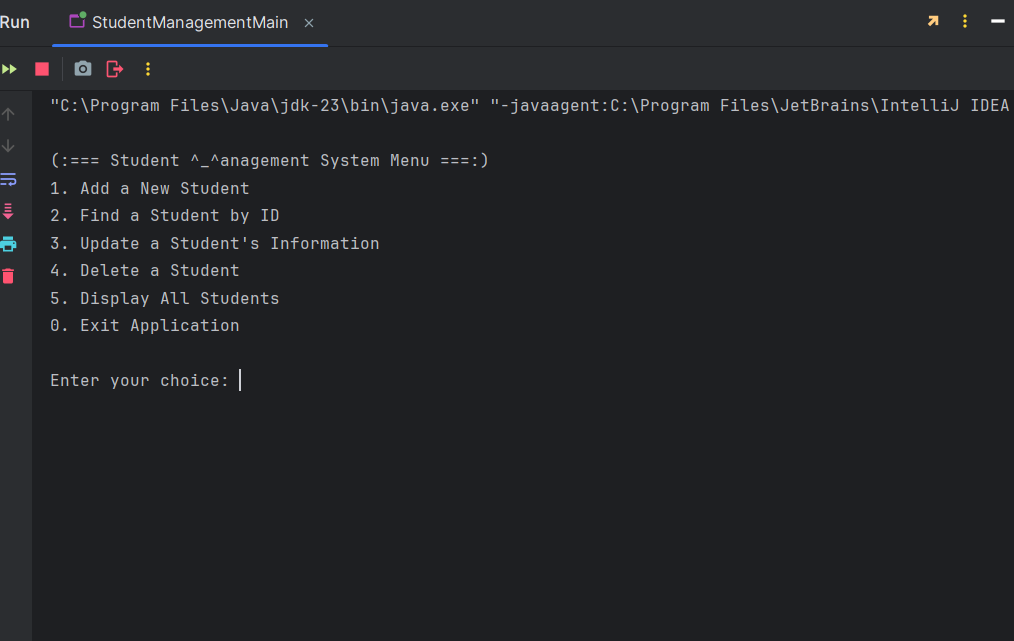 Run StudentManagementMain
"C:\Program Files\Java\jdk-23\bin\java.exe" "-javaagent:C:\Program Files\JetBrains\IntelliJ IDEA
(:=== Student ^_^anagement System Menu ===:)
1. Add a New Student
2. Find a Student by ID
3. Update a Student's Information
4. Delete a Student
5. Display All Students
0. Exit Application
Enter your choice: